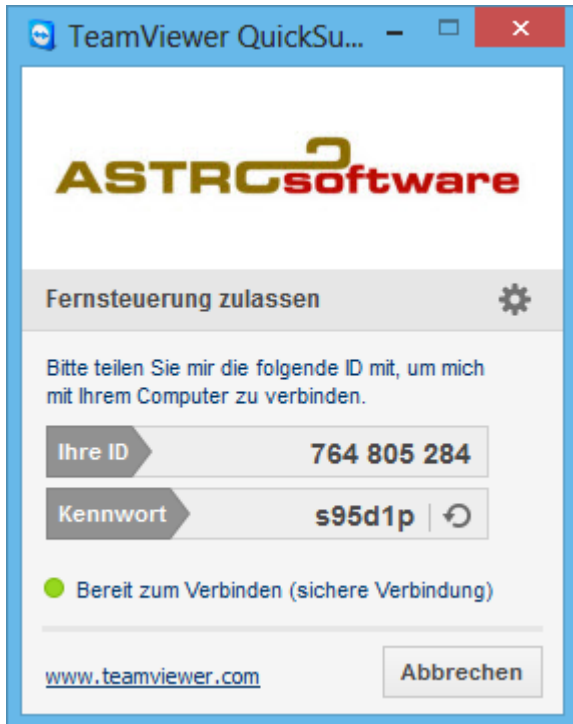 TeamViewer QuickSu...
ASTROsoftware
Fernsteuerung zulassen
Bitte teilen Sie mir die folgende ID mit, um mich
mit Ihrem Computer zu verbinden.
Ihre ID 764 805 284
Kennwort s95d1p
Bereit zum Verbinden (sichere Verbindung)
www.teamviewer.com Abbrechen